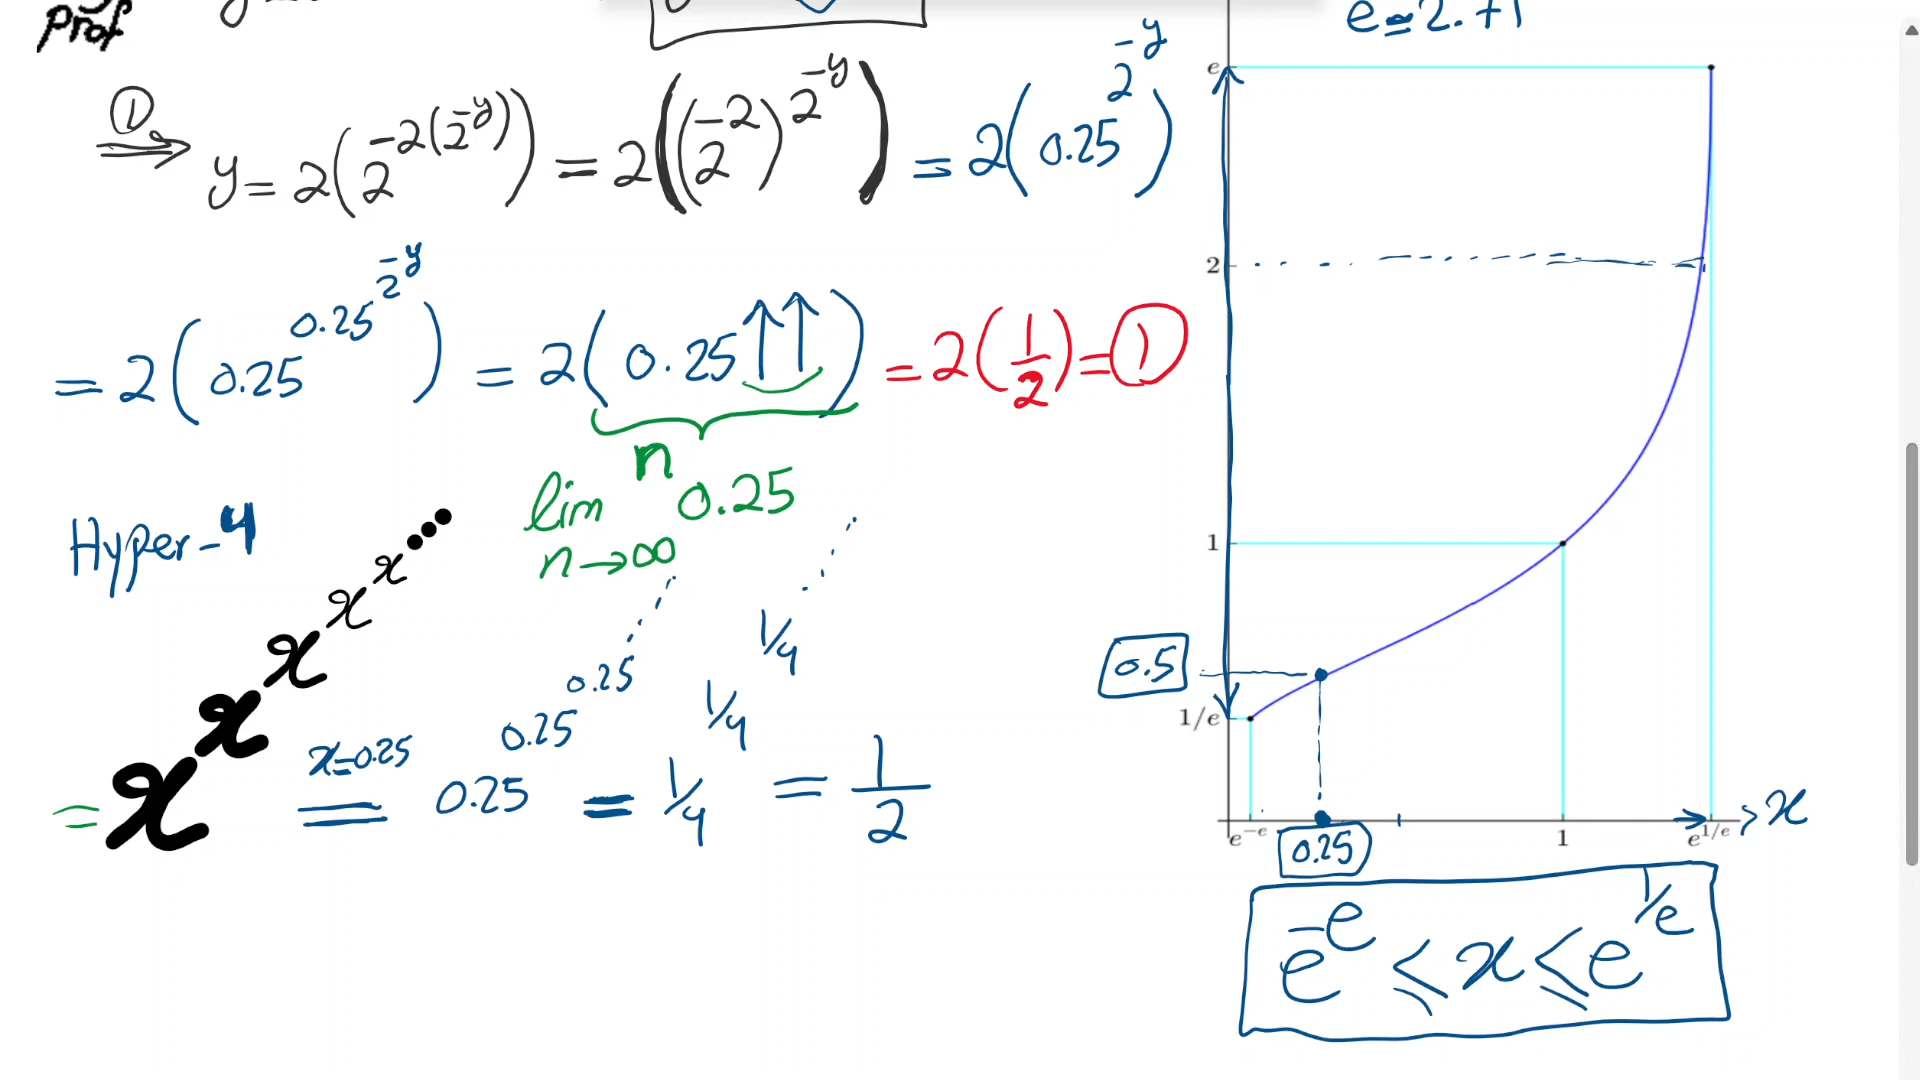 Prof
e≃2.71
① ⇒ y = 2(2^{-2(2^{-y})}) = 2((2^{-2})^{2^{-y}}) = 2(0.25^{2^{-y}})
= 2(0.25^{0.25^{2^{-y}}}) = 2(0.25↑↑) = 2(1/2) = ①
n
lim n→∞ ⁿ0.25
Hyper-4
= x^{x^{x^{x^{x^{...}}}}} =^{x=0.25} 0.25^{0.25^{0.25^{...}}} = 1/4^{1/4^{1/4^{...}}} = 1/2
e
2
1
0.5
1/e
e^{-e} 0.25 1 e^{1/e} x
e^{-e} ≤ x ≤ e^{1/e}